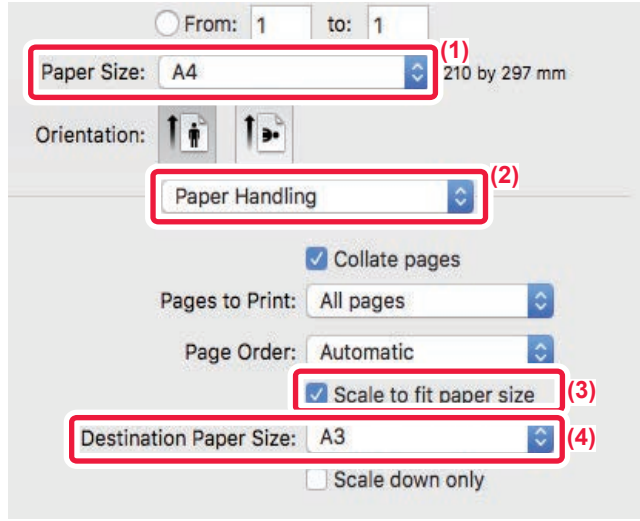 From: 1 to: 1
(1)
Paper Size: A4 210 by 297 mm
Orientation:
(2)
Paper Handling
Collate pages
Pages to Print: All pages
Page Order: Automatic
Scale to fit paper size (3)
Destination Paper Size: A3 (4)
Scale down only